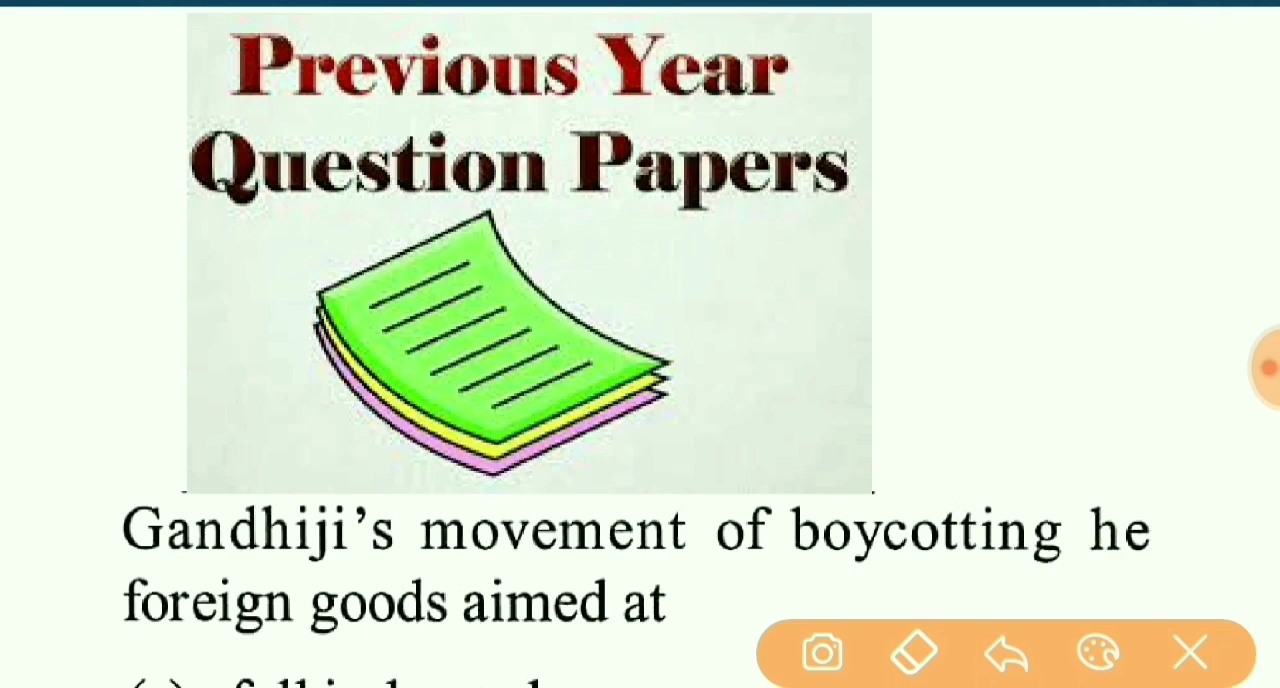 Previous Year
Question Papers
Gandhiji’s movement of boycotting he
foreign goods aimed at